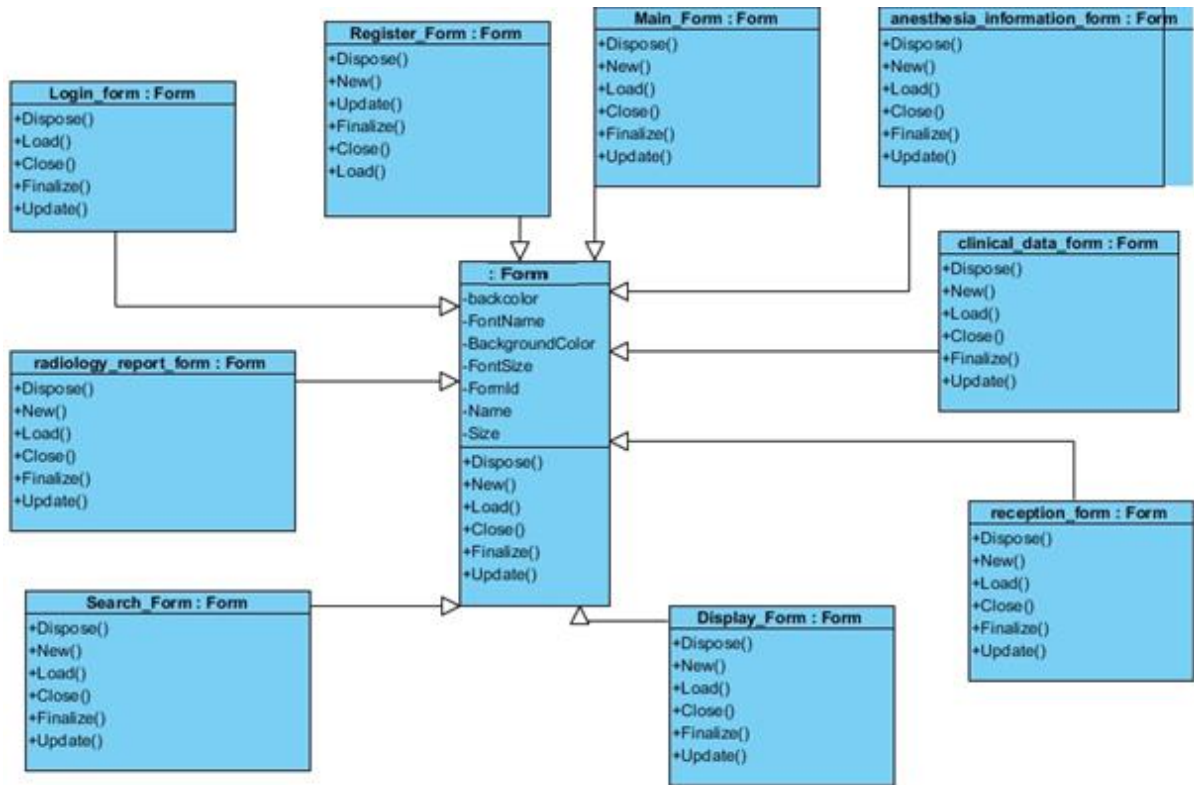 Login_form : Form
+Dispose()
+Load()
+Close()
+Finalize()
+Update()
Register_Form : Form
+Dispose()
+New()
+Update()
+Finalize()
+Close()
+Load()
Main_Form : Form
+Dispose()
+New()
+Load()
+Close()
+Finalize()
+Update()
anesthesia_information_form : Form
+Dispose()
+New()
+Load()
+Close()
+Finalize()
+Update()
: Form
-backcolor
-FontName
-BackgroundColor
-FontSize
-FormId
-Name
-Size
+Dispose()
+New()
+Load()
+Close()
+Finalize()
+Update()
clinical_data_form : Form
+Dispose()
+New()
+Load()
+Close()
+Finalize()
+Update()
radiology_report_form : Form
+Dispose()
+New()
+Load()
+Close()
+Finalize()
+Update()
reception_form : Form
+Dispose()
+New()
+Load()
+Close()
+Finalize()
+Update()
Search_Form : Form
+Dispose()
+New()
+Load()
+Close()
+Finalize()
+Update()
Display_Form : Form
+Dispose()
+New()
+Load()
+Close()
+Finalize()
+Update()